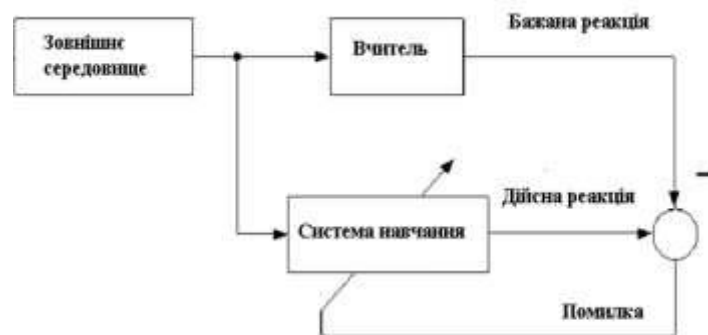 Бажана реакція
Зовнішнє
середовище
Вчитель
Дійсна реакція
Система навчання
Помилка